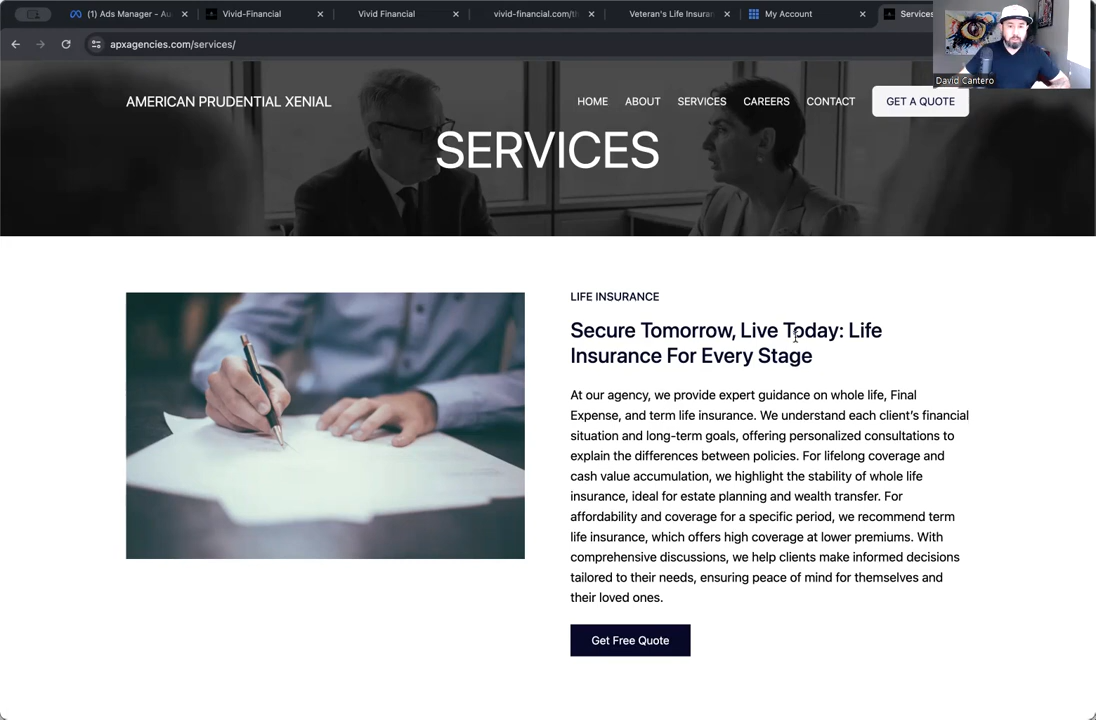 (1) Ads Manager - Au
Vivid-Financial
Vivid Financial
vivid-financial.com/th
Veteran's Life Insuran
My Account
Services
apxagencies.com/services/
David Cantero
AMERICAN PRUDENTIAL XENIAL
HOME ABOUT SERVICES CAREERS CONTACT GET A QUOTE
SERVICES
LIFE INSURANCE
Secure Tomorrow, Live Today: Life
Insurance For Every Stage
At our agency, we provide expert guidance on whole life, Final
Expense, and term life insurance. We understand each client's financial
situation and long-term goals, offering personalized consultations to
explain the differences between policies. For lifelong coverage and
cash value accumulation, we highlight the stability of whole life
insurance, ideal for estate planning and wealth transfer. For
affordability and coverage for a specific period, we recommend term
life insurance, which offers high coverage at lower premiums. With
comprehensive discussions, we help clients make informed decisions
tailored to their needs, ensuring peace of mind for themselves and
their loved ones.
Get Free Quote